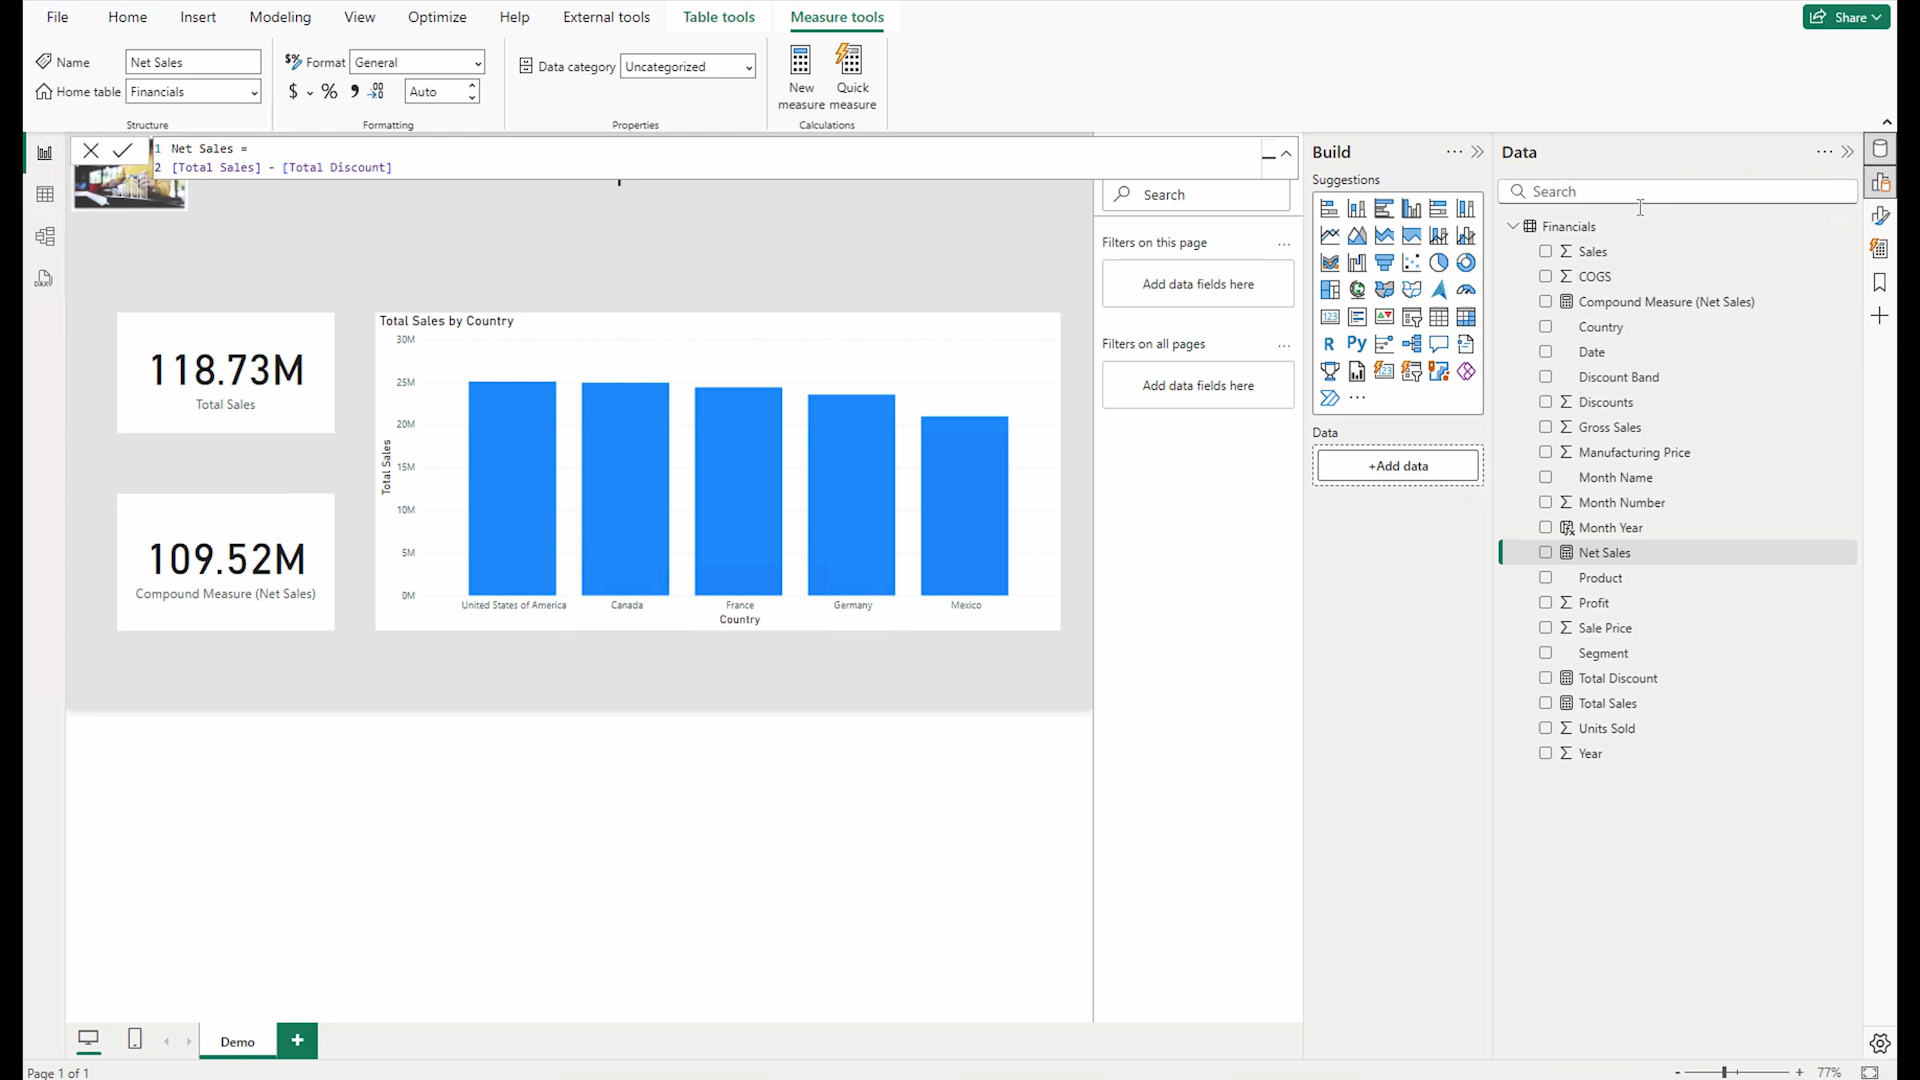 File Home Insert Modeling View Optimize Help External tools Table tools Measure tools Share
Name Net Sales
Home table Financials
Structure
$% Format General
$ % , .00 Auto
Formatting
Data category Uncategorized
Properties
New measure
Quick measure
Calculations
1 Net Sales =
2 [Total Sales] - [Total Discount]
118.73M
Total Sales
109.52M
Compound Measure (Net Sales)
Total Sales by Country
30M
25M
20M
15M
10M
5M
0M
Total Sales
United States of America Canada France Germany Mexico
Country
Search
Filters on this page ...
Add data fields here
Filters on all pages ...
Add data fields here
Build ...
Suggestions
123
R Py
123
...
Data
+Add data
Data ...
Search
Financials
Sales
COGS
Compound Measure (Net Sales)
Country
Date
Discount Band
Discounts
Gross Sales
Manufacturing Price
Month Name
Month Number
Month Year
Net Sales
Product
Profit
Sale Price
Segment
Total Discount
Total Sales
Units Sold
Year
DAX
Demo +
Page 1 of 1
- + 77%